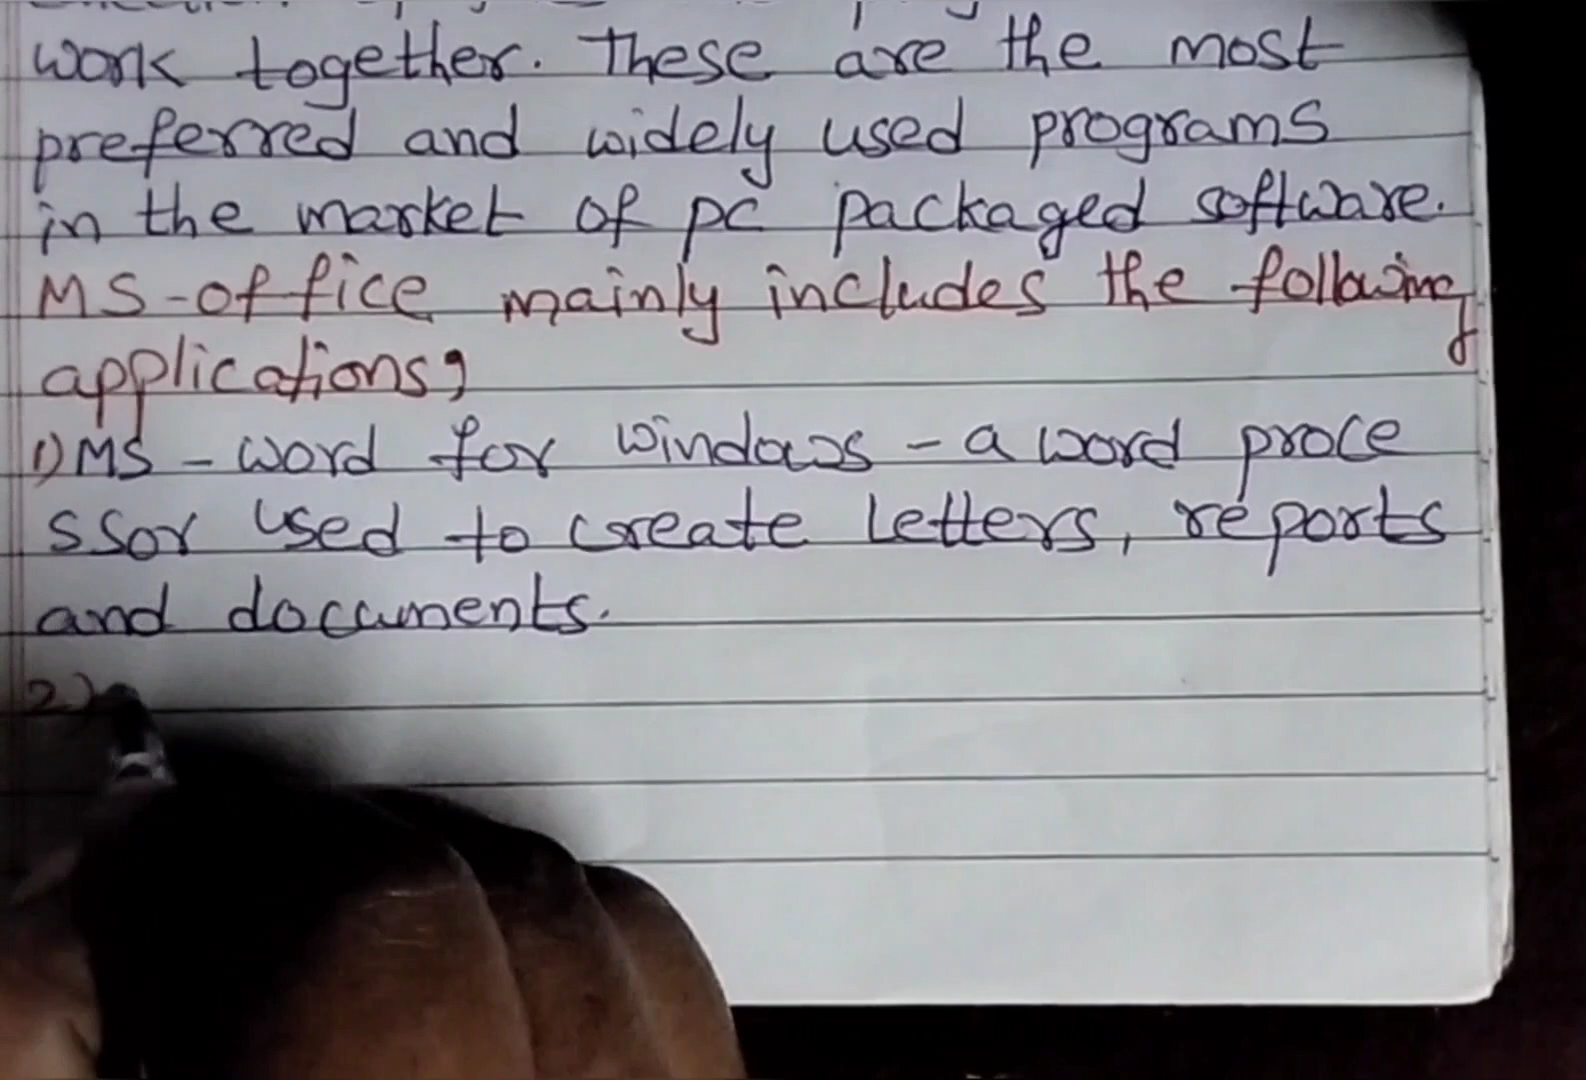 work together. These are the most
preferred and widely used programs
in the market of pc packaged software.
MS-office mainly includes the following
applications;
1) MS - word for windows - a word proce
ssor used to create letters, reports
and documents.
2)